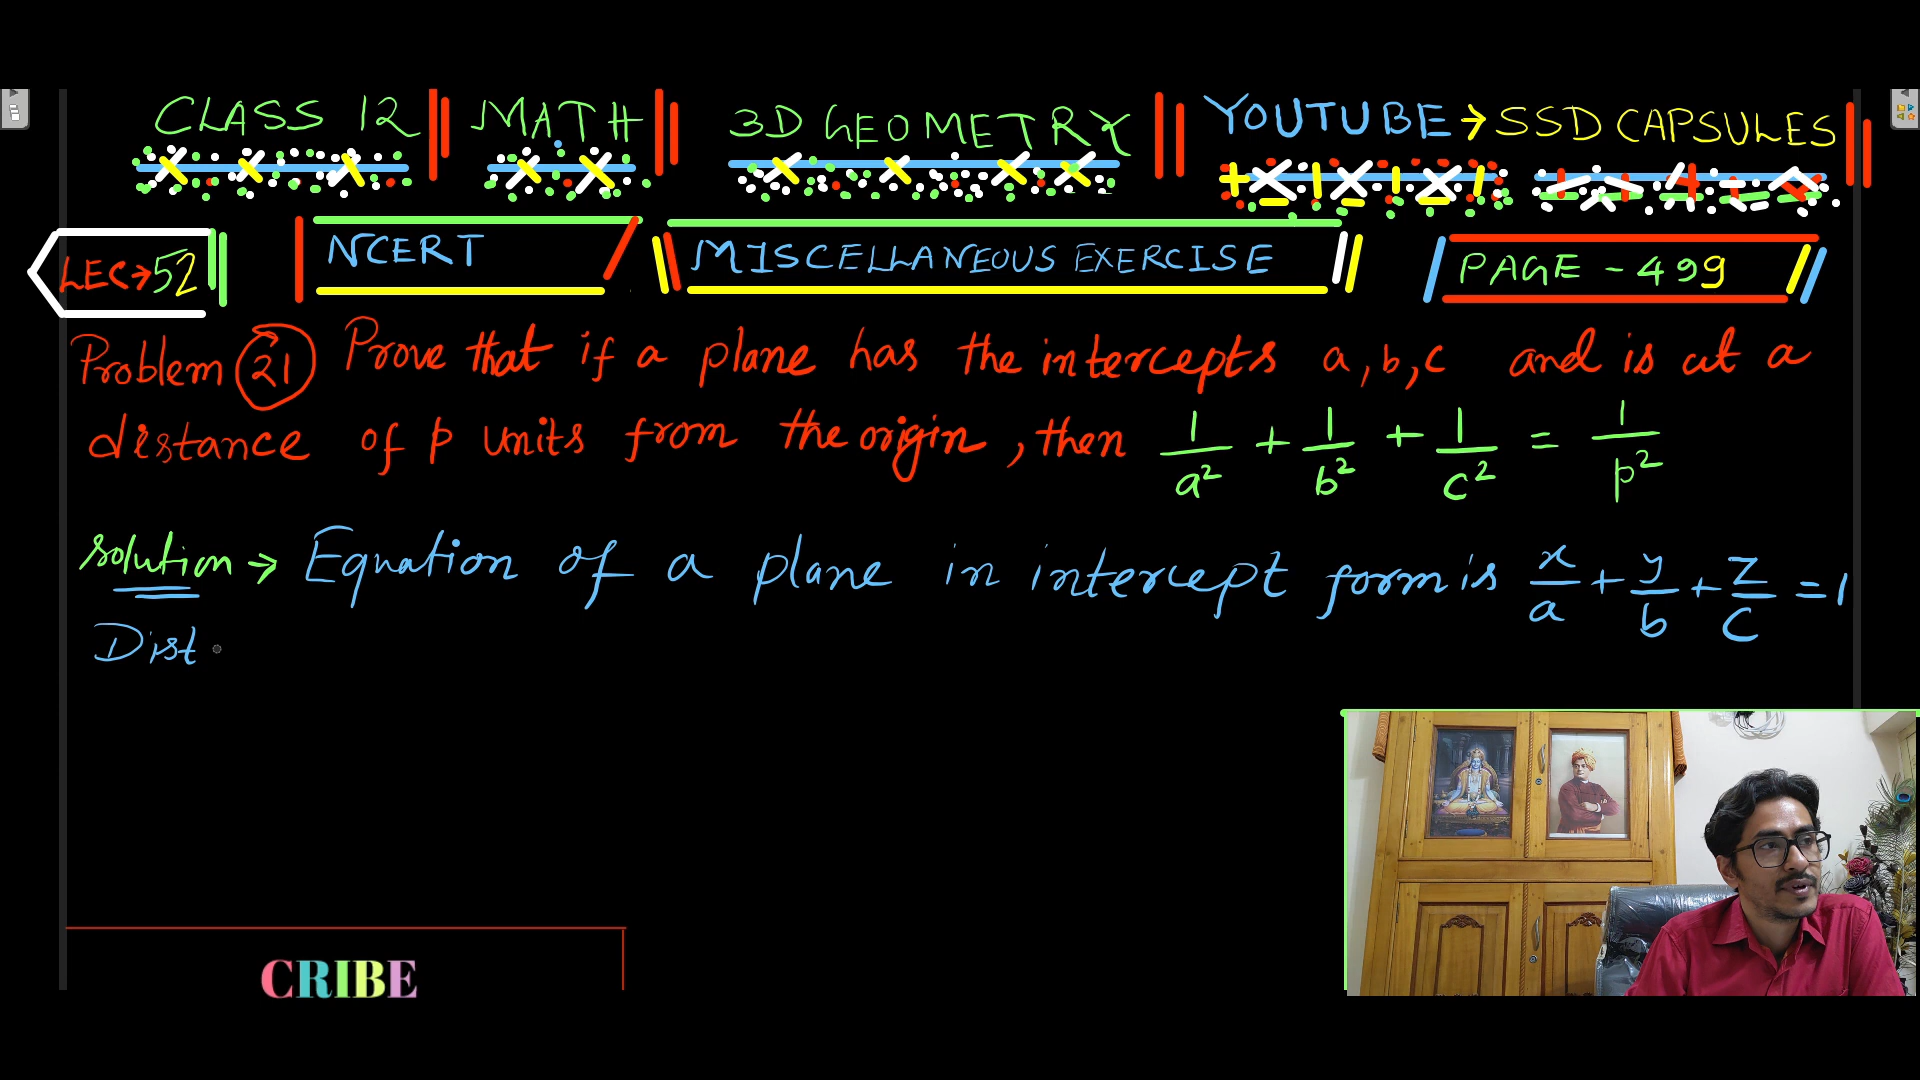 CLASS 12 MATH 3D GEOMETRY YOUTUBE → SSD CAPSULES
LEC→52 NCERT MISCELLANEOUS EXERCISE PAGE - 499
Problem 21 Prove that if a plane has the intercepts a, b, c and is at a
distance of p units from the origin, then 1/a² + 1/b² + 1/c² = 1/p²
Solution → Equation of a plane in intercept form is x/a + y/b + z/c = 1
Dist
CRIBE